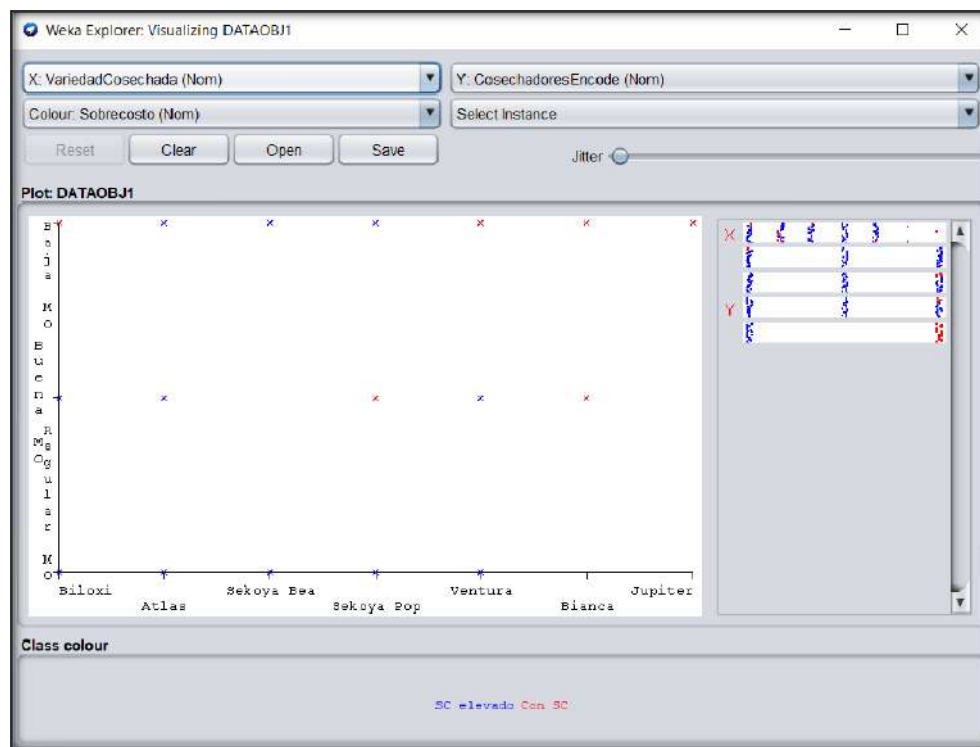 Weka Explorer: Visualizing DATAOBJ1
X: VariedadCosechada (Nom)
Y: CosechadoresEncode (Nom)
Colour: Sobrecosto (Nom)
Select Instance
Reset
Clear
Open
Save
Jitter
Plot: DATAOBJ1
Baja MO
Buena MO
Regular MO
Biloxi
Atlas
Sekoya Bea
Sekoya Pop
Ventura
Bianca
Jupiter
X
Y
Class colour
SC elevado Con SC